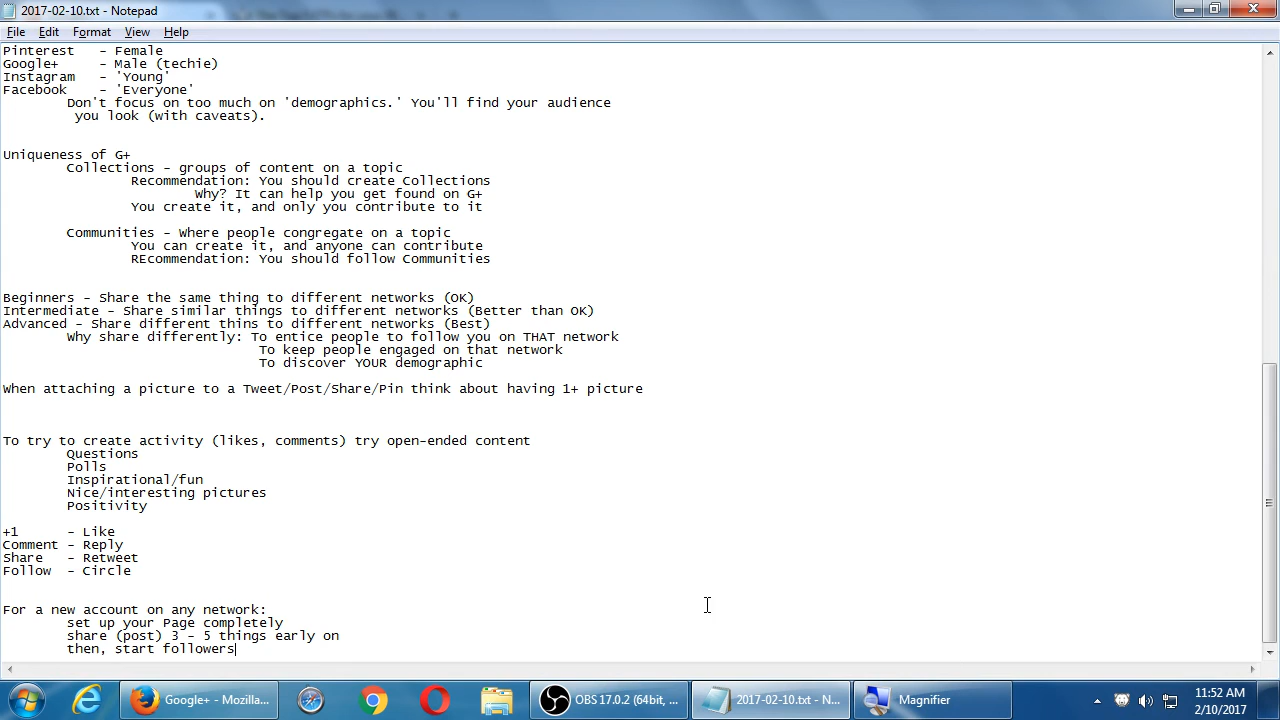 2017-02-10.txt - Notepad
File Edit Format View Help
Pinterest - Female
Google+ - Male (techie)
Instagram - 'Young'
Facebook - 'Everyone'
Don't focus on too much on 'demographics.' You'll find your audience
you look (with caveats).
Uniqueness of G+
Collections - groups of content on a topic
Recommendation: You should create Collections
Why? It can help you get found on G+
You create it, and only you contribute to it
Communities - Where people congregate on a topic
You can create it, and anyone can contribute
REcommendation: You should follow Communities
Beginners - Share the same thing to different networks (OK)
Intermediate - Share similar things to different networks (Better than OK)
Advanced - Share different thins to different networks (Best)
Why share differently: To entice people to follow you on THAT network
To keep people engaged on that network
To discover YOUR demographic
When attaching a picture to a Tweet/Post/Share/Pin think about having 1+ picture
To try to create activity (likes, comments) try open-ended content
Questions
Polls
Inspirational/fun
Nice/interesting pictures
Positivity
+1 - Like
Comment - Reply
Share - Retweet
Follow - Circle
For a new account on any network:
set up your Page completely
share (post) 3 - 5 things early on
then, start followers
Google+ - Mozilla...
OBS 17.0.2 (64bit, ...
2017-02-10.txt - N...
Magnifier
11:52 AM
2/10/2017